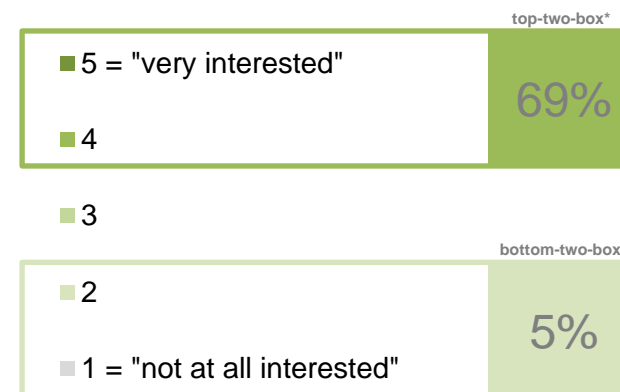 top-two-box*
5 = "very interested"
69%
4
3
bottom-two-box
2
5%
1 = "not at all interested"